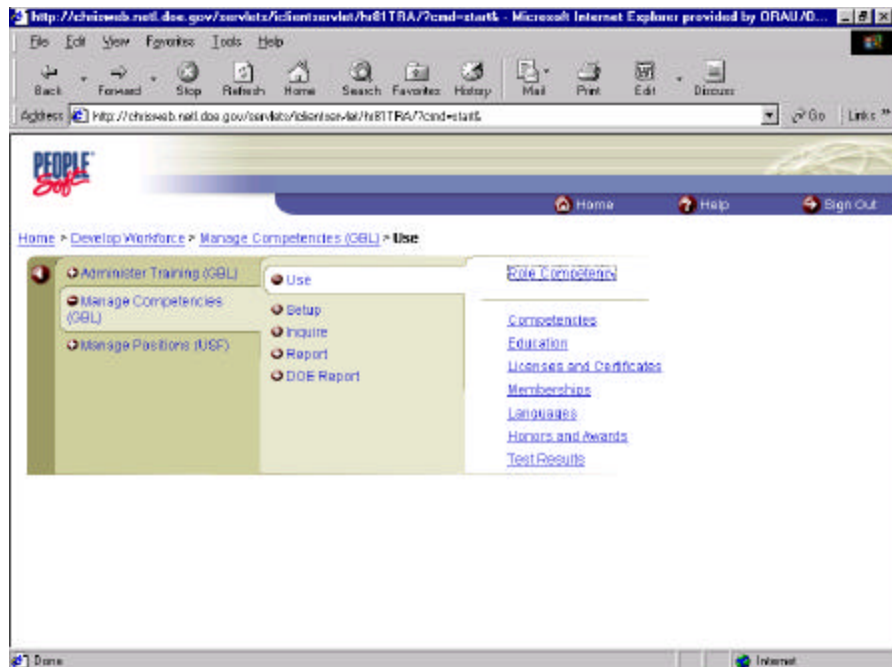 http://chrisweb.netl.doe.gov/servlets/iclientservlet/hr81TRA/?cmd=start& - Microsoft Internet Explorer provided by ORAU/O...
File Edit View Favorites Tools Help
Back Forward Stop Refresh Home Search Favorites History Mail Print Edit Discuss
Address http://chrisweb.netl.doe.gov/servlets/iclientservlet/hr81TRA/?cmd=start& Go Links »
PEOPLE Soft
Home Help Sign Out
Home > Develop Workforce > Manage Competencies (GBL) > Use
Administer Training (GBL)
Manage Competencies (GBL)
Manage Positions (USF)
Use
Setup
Inquire
Report
DOE Report
Role Competency
Competencies
Education
Licenses and Certificates
Memberships
Languages
Honors and Awards
Test Results
Done Internet